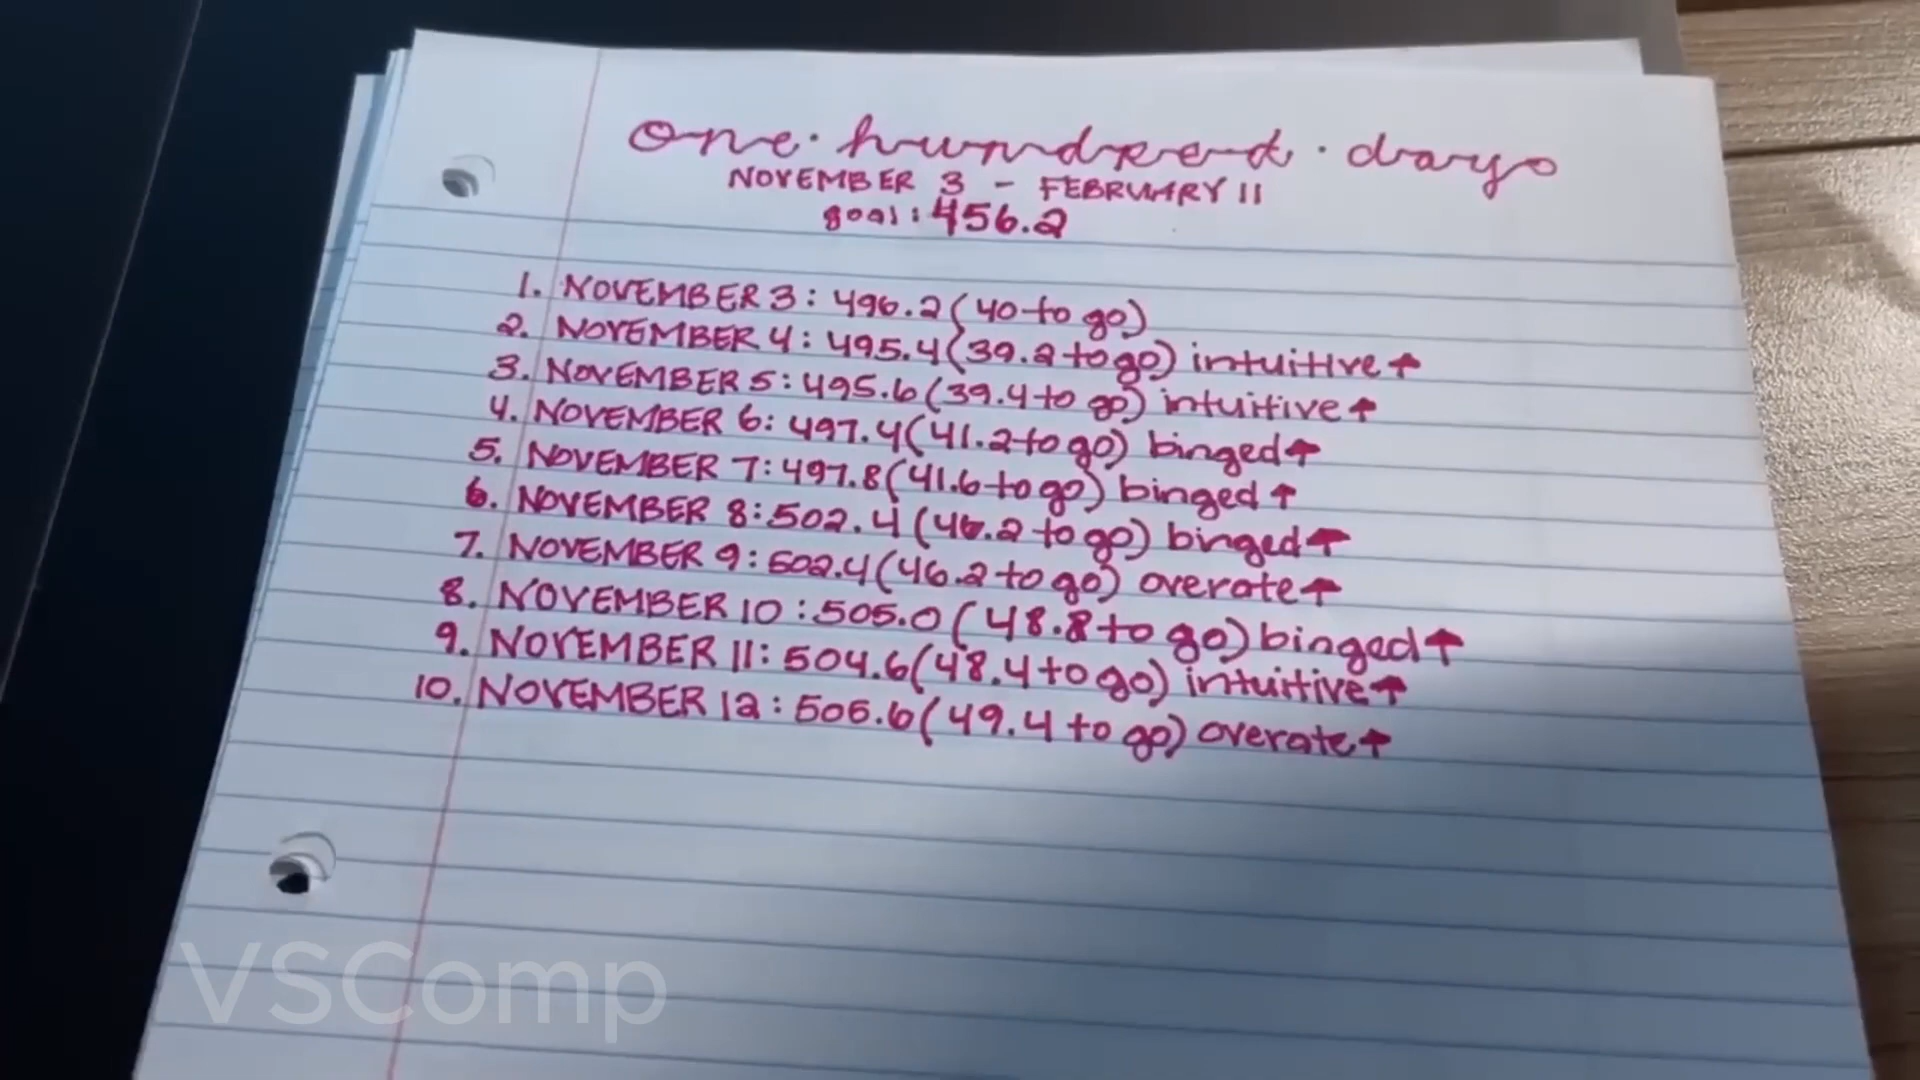 one · hundred · days
NOVEMBER 3 - FEBRUARY 11
goal: 456.2
1. NOVEMBER 3: 496.2 (40 to go)
2. NOVEMBER 4: 495.4 (39.2 to go) intuitive ↑
3. NOVEMBER 5: 495.6 (39.4 to go) intuitive ↑
4. NOVEMBER 6: 497.4 (41.2 to go) binged ↑
5. NOVEMBER 7: 497.8 (41.6 to go) binged ↑
6. NOVEMBER 8: 502.4 (46.2 to go) binged ↑
7. NOVEMBER 9: 502.4 (46.2 to go) overate ↑
8. NOVEMBER 10: 505.0 (48.8 to go) binged ↑
9. NOVEMBER 11: 504.6 (48.4 to go) intuitive ↑
10. NOVEMBER 12: 505.6 (49.4 to go) overate ↑
VSComp